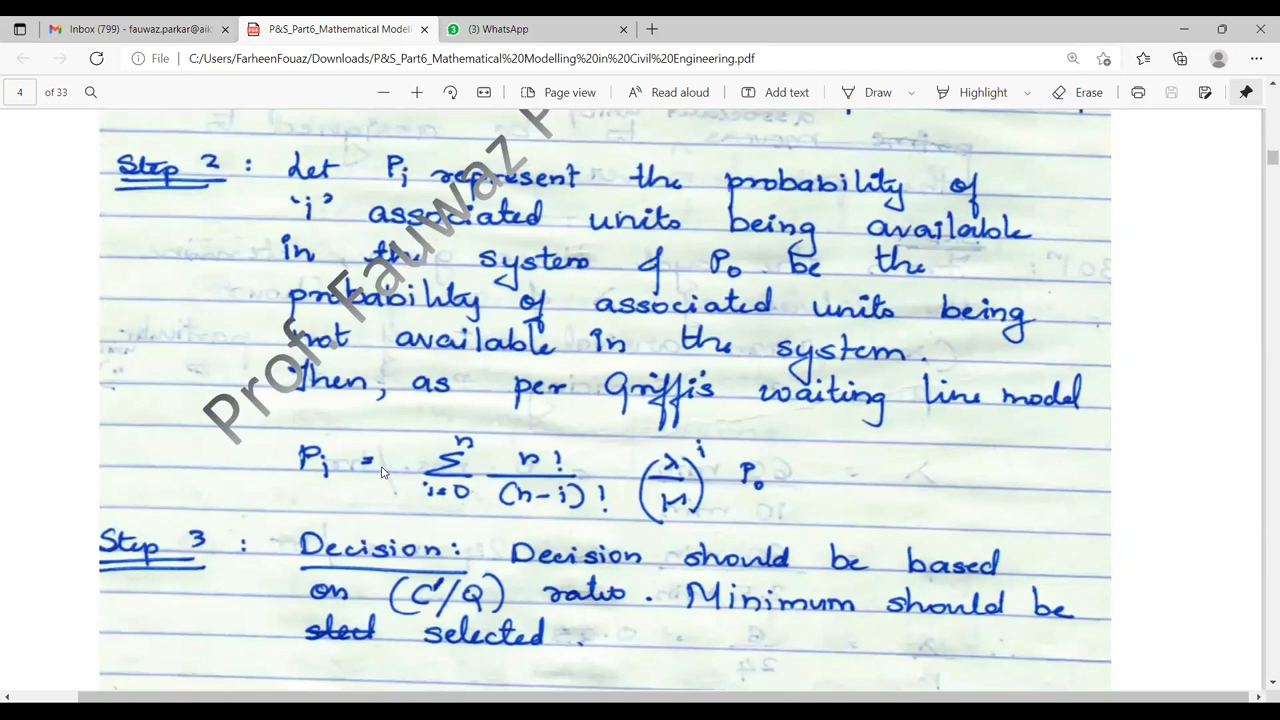 Inbox (799) - fauwaz.parkar@aik
P&S_Part6_Mathematical Modelli
(3) WhatsApp
File C:/Users/FarheenFouaz/Downloads/P&S_Part6_Mathematical%20Modelling%20in%20Civil%20Engineering.pdf
4 of 33 Page view Read aloud Add text Draw Highlight Erase
Step 2 : Let Pi represent the probability of
'i' associated units being available
in the system & P0 be the
probability of associated units being
not available in the system.
Then, as per Griffis waiting line model
Pi = Σ n i=0 n! / (n-i)! (λ/μ)^i P0
Step 3 : Decision: Decision should be based
on (C'/Q) ratio. Minimum should be
selected.
Prof. Fauwaz P